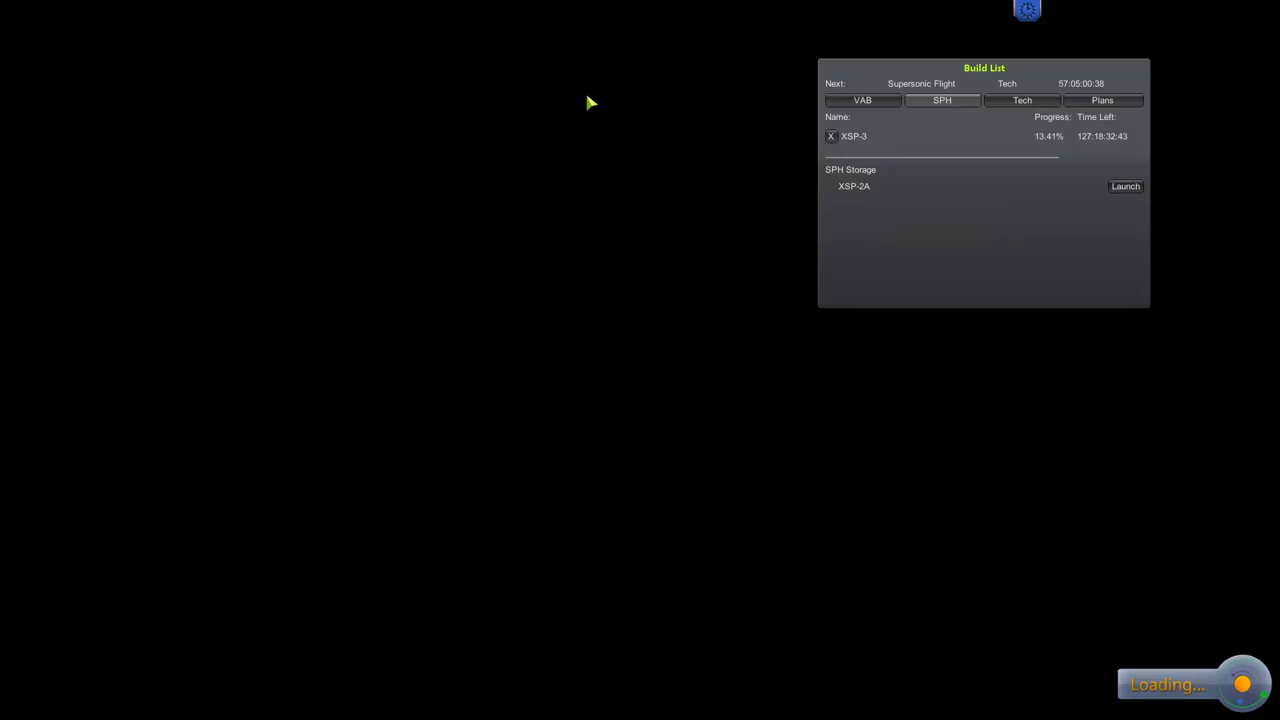 Build List
Next: Supersonic Flight Tech 57:05:00:38
VAB SPH Tech Plans
Name: Progress: Time Left:
X XSP-3 13.41% 127:18:32:43
SPH Storage
XSP-2A Launch
Loading...